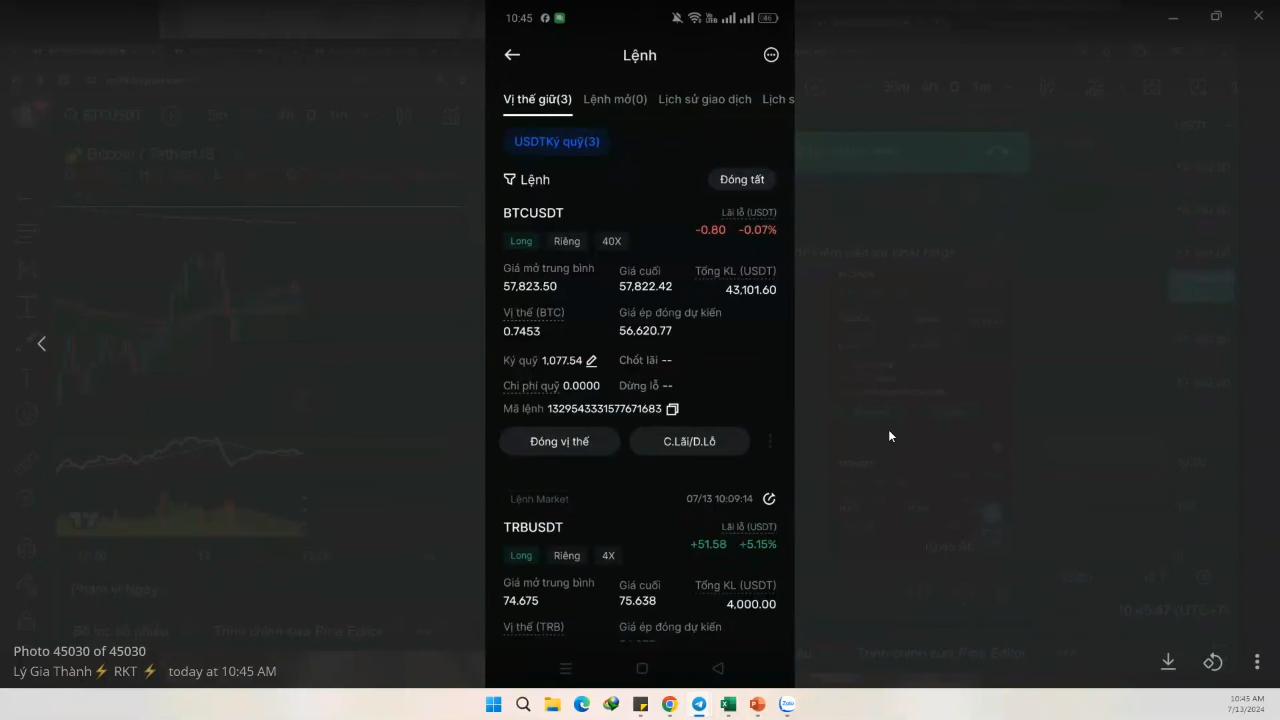 10:45
46
Lệnh
Vị thế giữ(3) Lệnh mở(0) Lịch sử giao dịch Lịch s
USDTKý quỹ(3)
Lệnh Đóng tất
BTCUSDT Lãi lỗ (USDT)
-0.80 -0.07%
Long Riêng 40X
Giá mở trung bình Giá cuối Tổng KL (USDT)
57,823.50 57,822.42 43,101.60
Vị thế (BTC) Giá ép đóng dự kiến
0.7453 56,620.77
Ký quỹ 1,077.54 Chốt lãi --
Chi phí quỹ 0.0000 Dừng lỗ --
Mã lệnh 1329543331577671683
Đóng vị thế C.Lãi/D.Lỗ
Lệnh Market 07/13 10:09:14
TRBUSDT Lãi lỗ (USDT)
+51.58 +5.15%
Long Riêng 4X
Giá mở trung bình Giá cuối Tổng KL (USDT)
74.675 75.638 4,000.00
Vị thế (TRB) Giá ép đóng dự kiến
Photo 45030 of 45030
Lý Gia Thành⚡ RKT ⚡ today at 10:45 AM
Zalo
10:45 AM
7/13/2024